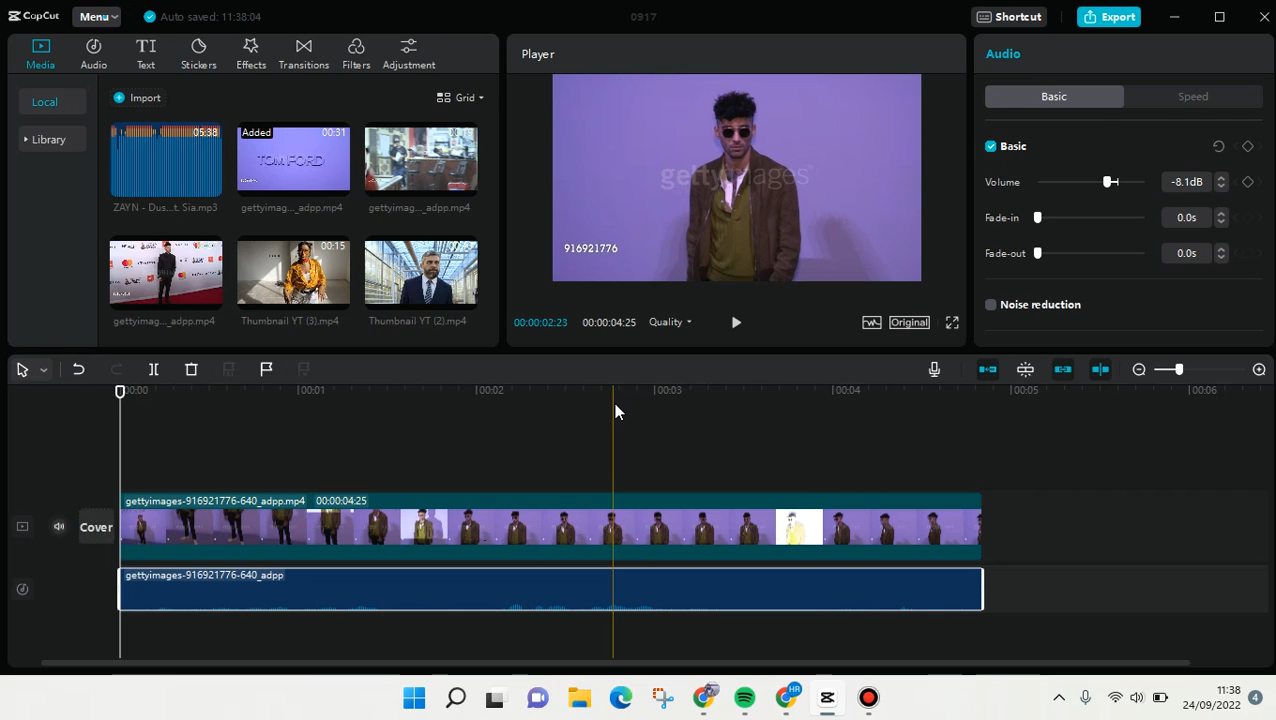 CapCut
Menu
Auto saved: 11:38:04
0917
Shortcut
Export
Media
Audio
Text
Stickers
Effects
Transitions
Filters
Adjustment
Local
Library
Import
Grid
05:38
ZAYN - Dus...t. Sia.mp3
Added
00:31
TOM FORD
gettyimag..._adpp.mp4
gettyimag..._adpp.mp4
gettyimag..._adpp.mp4
00:15
Thumbnail YT (3).mp4
Thumbnail YT (2).mp4
Player
gettyimages
916921776
00:00:02:23
00:00:04:25
Quality
Original
Audio
Basic
Speed
Basic
Volume
-8.1dB
Fade-in
0.0s
Fade-out
0.0s
Noise reduction
00:00
00:01
00:02
00:03
00:04
00:05
00:06
gettyimages-916921776-640_adpp.mp4 00:00:04:25
Cover
gettyimages-916921776-640_adpp
HR
11:38
24/09/2022
4